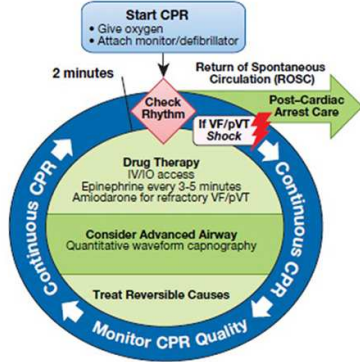 Start CPR
• Give oxygen
• Attach monitor/defibrillator
2 minutes
Return of Spontaneous
Circulation (ROSC)
Check
Rhythm
Post–Cardiac
Arrest Care
If VF/pVT
Shock
Drug Therapy
IV/IO access
Epinephrine every 3-5 minutes
Amiodarone for refractory VF/pVT
Consider Advanced Airway
Quantitative waveform capnography
Treat Reversible Causes
Continuous CPR
Continuous CPR
Monitor CPR Quality